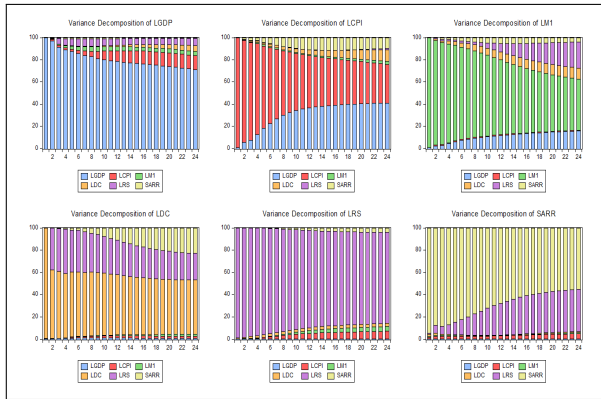 Variance Decomposition of LGDP
100
80
60
40
20
0
2 4 6 8 10 12 14 16 18 20 22 24
LGDP LCPI LM1
LDC LRS SARR
Variance Decomposition of LCPI
100
80
60
40
20
0
2 4 6 8 10 12 14 16 18 20 22 24
LGDP LCPI LM1
LDC LRS SARR
Variance Decomposition of LM1
100
80
60
40
20
0
2 4 6 8 10 12 14 16 18 20 22 24
LGDP LCPI LM1
LDC LRS SARR
Variance Decomposition of LDC
100
80
60
40
20
0
2 4 6 8 10 12 14 16 18 20 22 24
LGDP LCPI LM1
LDC LRS SARR
Variance Decomposition of LRS
100
80
60
40
20
0
2 4 6 8 10 12 14 16 18 20 22 24
LGDP LCPI LM1
LDC LRS SARR
Variance Decomposition of SARR
100
80
60
40
20
0
2 4 6 8 10 12 14 16 18 20 22 24
LGDP LCPI LM1
LDC LRS SARR